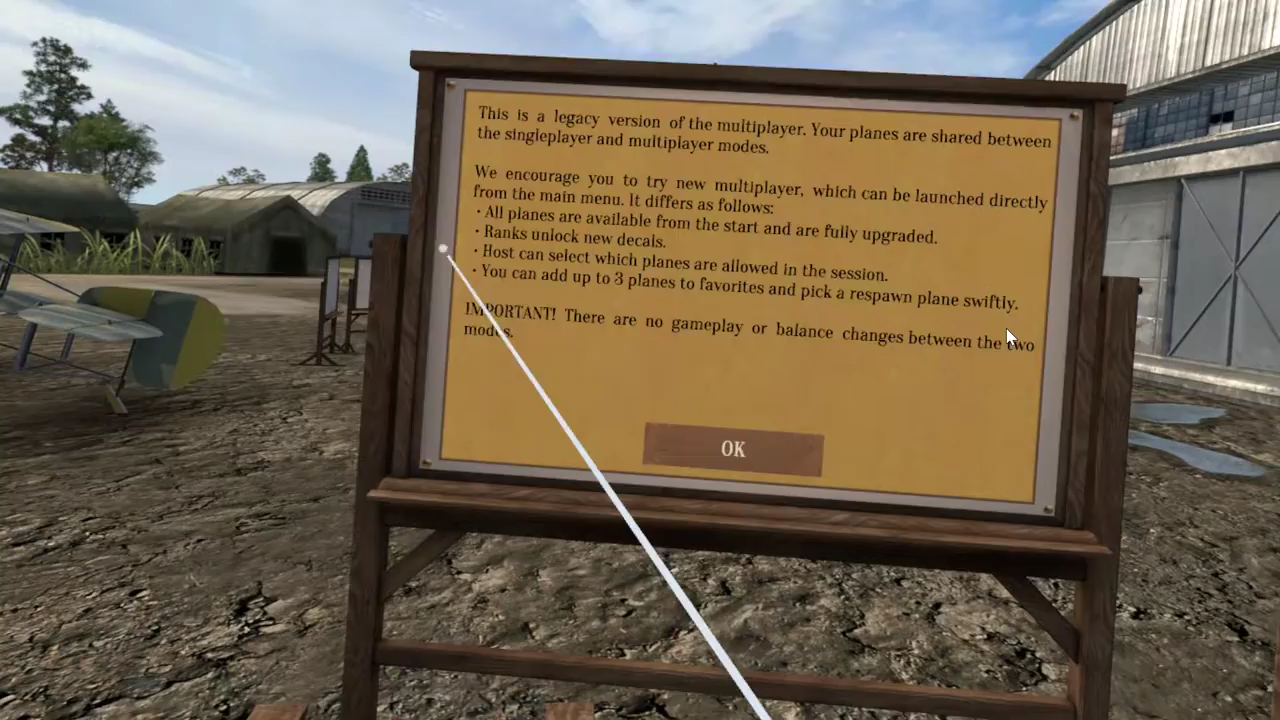 This is a legacy version of the multiplayer. Your planes are shared between
the singleplayer and multiplayer modes.
We encourage you to try new multiplayer, which can be launched directly
from the main menu. It differs as follows:
· All planes are available from the start and are fully upgraded.
· Ranks unlock new decals.
· Host can select which planes are allowed in the session.
· You can add up to 3 planes to favorites and pick a respawn plane swiftly.
IMPORTANT! There are no gameplay or balance changes between the two
modes.
OK